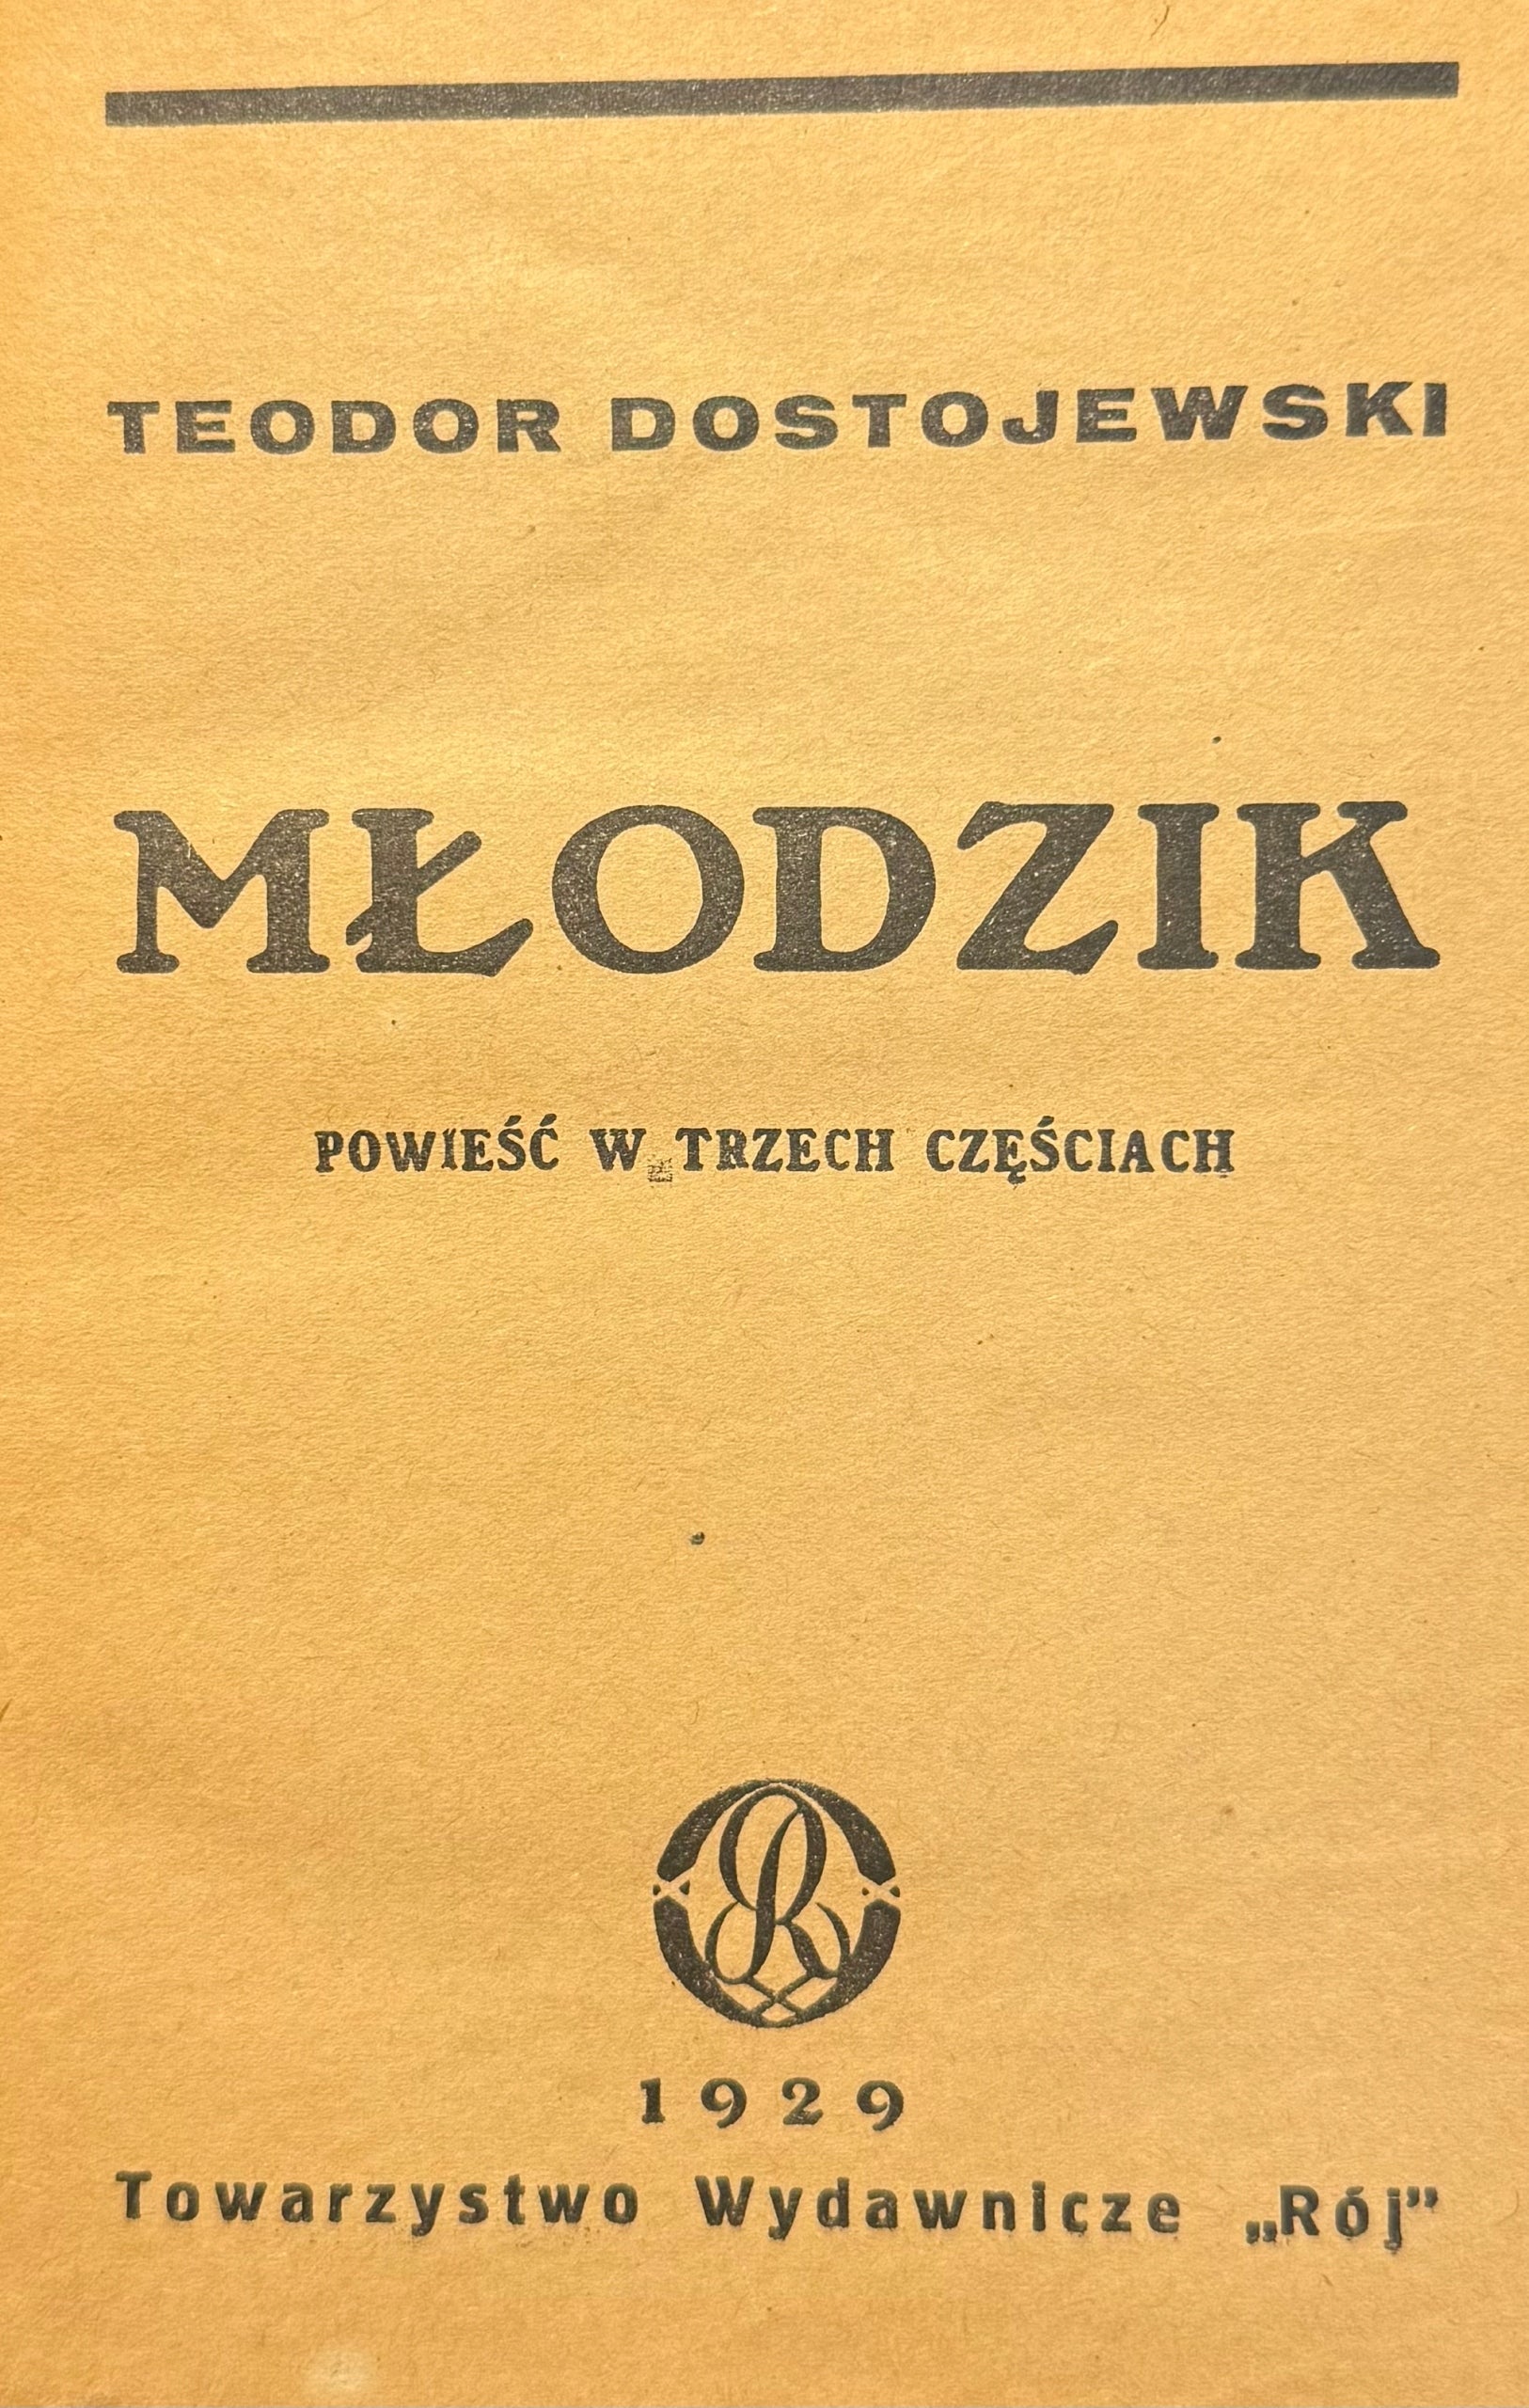 TEODOR DOSTOJEWSKI
MŁODZIK
POWIEŚĆ W TRZECH CZĘŚCIACH
R
1929
Towarzystwo Wydawnicze „Rój”